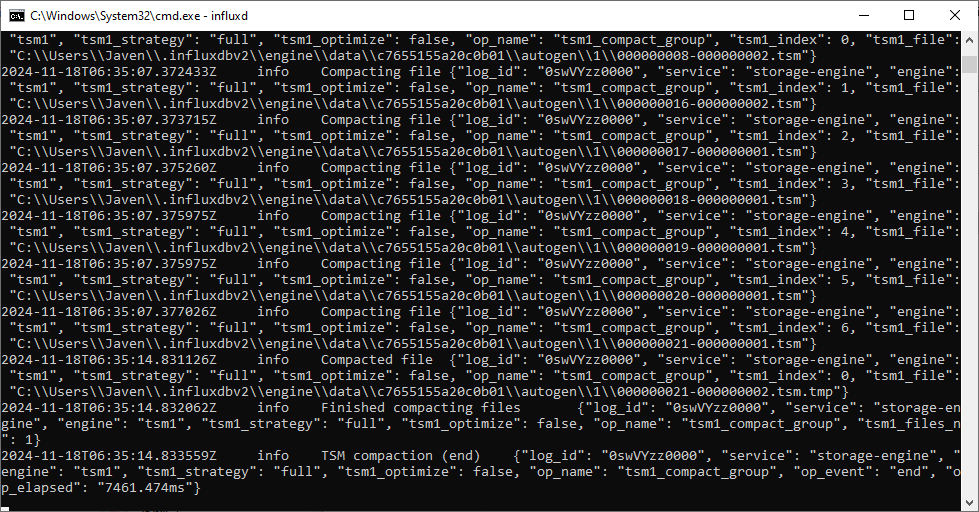 C:\Windows\System32\cmd.exe - influxd
"tsm1", "tsm1_strategy": "full", "tsm1_optimize": false, "op_name": "tsm1_compact_group", "tsm1_index": 0, "tsm1_file":
"C:\\Users\\Javen\\.influxdbv2\\engine\\data\\c7655155a20c0b01\\autogen\\1\\000000008-000000002.tsm"}
2024-11-18T06:35:07.372433Z info Compacting file {"log_id": "0swVYzz0000", "service": "storage-engine", "engine":
"tsm1", "tsm1_strategy": "full", "tsm1_optimize": false, "op_name": "tsm1_compact_group", "tsm1_index": 1, "tsm1_file":
"C:\\Users\\Javen\\.influxdbv2\\engine\\data\\c7655155a20c0b01\\autogen\\1\\000000016-000000002.tsm"}
2024-11-18T06:35:07.373715Z info Compacting file {"log_id": "0swVYzz0000", "service": "storage-engine", "engine":
"tsm1", "tsm1_strategy": "full", "tsm1_optimize": false, "op_name": "tsm1_compact_group", "tsm1_index": 2, "tsm1_file":
"C:\\Users\\Javen\\.influxdbv2\\engine\\data\\c7655155a20c0b01\\autogen\\1\\000000017-000000001.tsm"}
2024-11-18T06:35:07.375260Z info Compacting file {"log_id": "0swVYzz0000", "service": "storage-engine", "engine":
"tsm1", "tsm1_strategy": "full", "tsm1_optimize": false, "op_name": "tsm1_compact_group", "tsm1_index": 3, "tsm1_file":
"C:\\Users\\Javen\\.influxdbv2\\engine\\data\\c7655155a20c0b01\\autogen\\1\\000000018-000000001.tsm"}
2024-11-18T06:35:07.375975Z info Compacting file {"log_id": "0swVYzz0000", "service": "storage-engine", "engine":
"tsm1", "tsm1_strategy": "full", "tsm1_optimize": false, "op_name": "tsm1_compact_group", "tsm1_index": 4, "tsm1_file":
"C:\\Users\\Javen\\.influxdbv2\\engine\\data\\c7655155a20c0b01\\autogen\\1\\000000019-000000001.tsm"}
2024-11-18T06:35:07.375975Z info Compacting file {"log_id": "0swVYzz0000", "service": "storage-engine", "engine":
"tsm1", "tsm1_strategy": "full", "tsm1_optimize": false, "op_name": "tsm1_compact_group", "tsm1_index": 5, "tsm1_file":
"C:\\Users\\Javen\\.influxdbv2\\engine\\data\\c7655155a20c0b01\\autogen\\1\\000000020-000000001.tsm"}
2024-11-18T06:35:07.377026Z info Compacting file {"log_id": "0swVYzz0000", "service": "storage-engine", "engine":
"tsm1", "tsm1_strategy": "full", "tsm1_optimize": false, "op_name": "tsm1_compact_group", "tsm1_index": 6, "tsm1_file":
"C:\\Users\\Javen\\.influxdbv2\\engine\\data\\c7655155a20c0b01\\autogen\\1\\000000021-000000001.tsm"}
2024-11-18T06:35:14.831126Z info Compacted file {"log_id": "0swVYzz0000", "service": "storage-engine", "engine":
"tsm1", "tsm1_strategy": "full", "tsm1_optimize": false, "op_name": "tsm1_compact_group", "tsm1_index": 0, "tsm1_file":
"C:\\Users\\Javen\\.influxdbv2\\engine\\data\\c7655155a20c0b01\\autogen\\1\\000000021-000000002.tsm.tmp"}
2024-11-18T06:35:14.832062Z info Finished compacting files {"log_id": "0swVYzz0000", "service": "storage-en
gine", "engine": "tsm1", "tsm1_strategy": "full", "tsm1_optimize": false, "op_name": "tsm1_compact_group", "tsm1_files_n
": 1}
2024-11-18T06:35:14.833559Z info TSM compaction (end) {"log_id": "0swVYzz0000", "service": "storage-engine", "
engine": "tsm1", "tsm1_strategy": "full", "tsm1_optimize": false, "op_name": "tsm1_compact_group", "op_event": "end", "o
p_elapsed": "7461.474ms"}